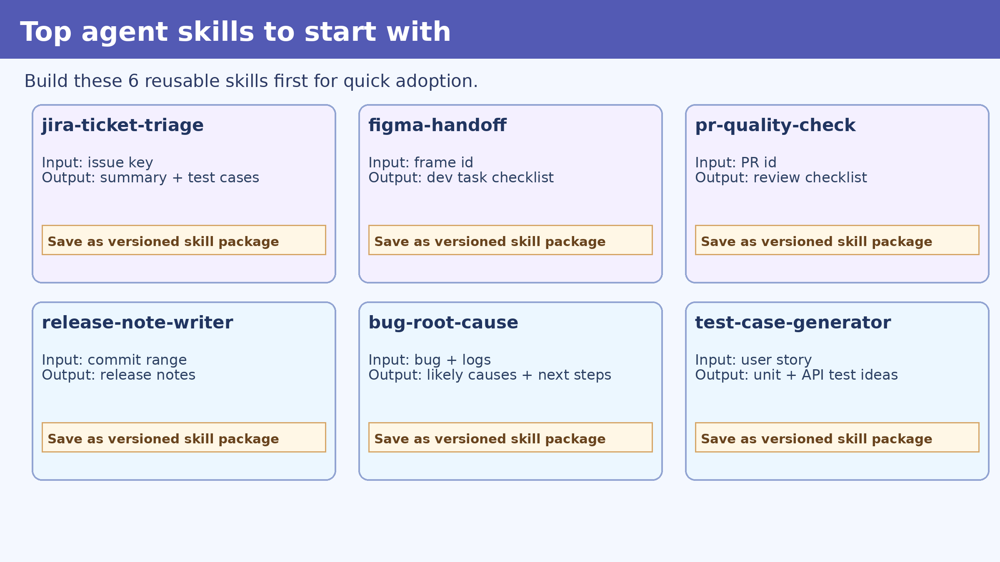 Top agent skills to start with
Build these 6 reusable skills first for quick adoption.
jira-ticket-triage
Input: issue key
Output: summary + test cases
Save as versioned skill package
figma-handoff
Input: frame id
Output: dev task checklist
Save as versioned skill package
pr-quality-check
Input: PR id
Output: review checklist
Save as versioned skill package
release-note-writer
Input: commit range
Output: release notes
Save as versioned skill package
bug-root-cause
Input: bug + logs
Output: likely causes + next steps
Save as versioned skill package
test-case-generator
Input: user story
Output: unit + API test ideas
Save as versioned skill package